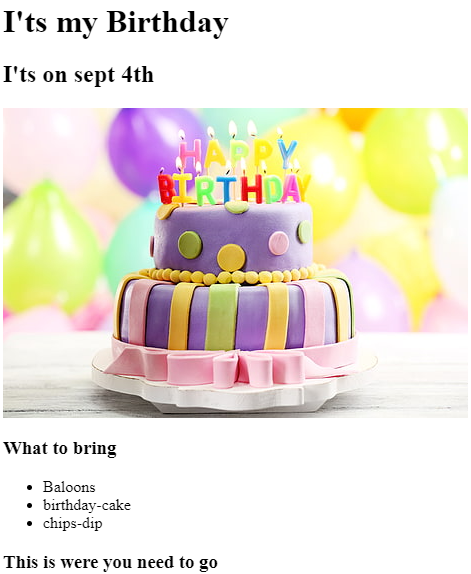 I'ts my Birthday
I'ts on sept 4th
HAPPY
BIRTHDAY
What to bring
Baloons
birthday-cake
chips-dip
This is were you need to go